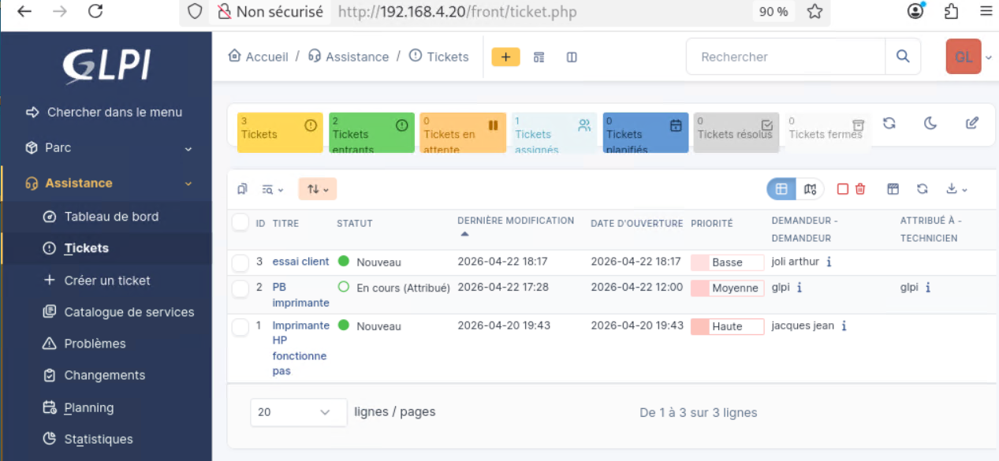 Non sécurisé http://192.168.4.20/front/ticket.php 90 %
GLPI
Accueil / Assistance / Tickets + Rechercher GL
Chercher dans le menu
Parc
Assistance
Tableau de bord
Tickets
Créer un ticket
Catalogue de services
Problèmes
Changements
Planning
Statistiques
3
Tickets
2
Tickets
entrants
0
Tickets en
attente
1
Tickets
assignés
0
Tickets
planifiés
0
Tickets résolus
0
Tickets fermés
ID TITRE STATUT DERNIÈRE MODIFICATION DATE D'OUVERTURE PRIORITÉ DEMANDEUR - ATTRIBUÉ À -
DEMANDEUR TECHNICIEN
3 essai client Nouveau 2026-04-22 18:17 2026-04-22 18:17 Basse joli arthur i
2 PB En cours (Attribué) 2026-04-22 17:28 2026-04-22 12:00 Moyenne glpi i glpi i
imprimante
1 Imprimante Nouveau 2026-04-20 19:43 2026-04-20 19:43 Haute jacques jean i
HP
fonctionne
pas
20 lignes / pages De 1 à 3 sur 3 lignes